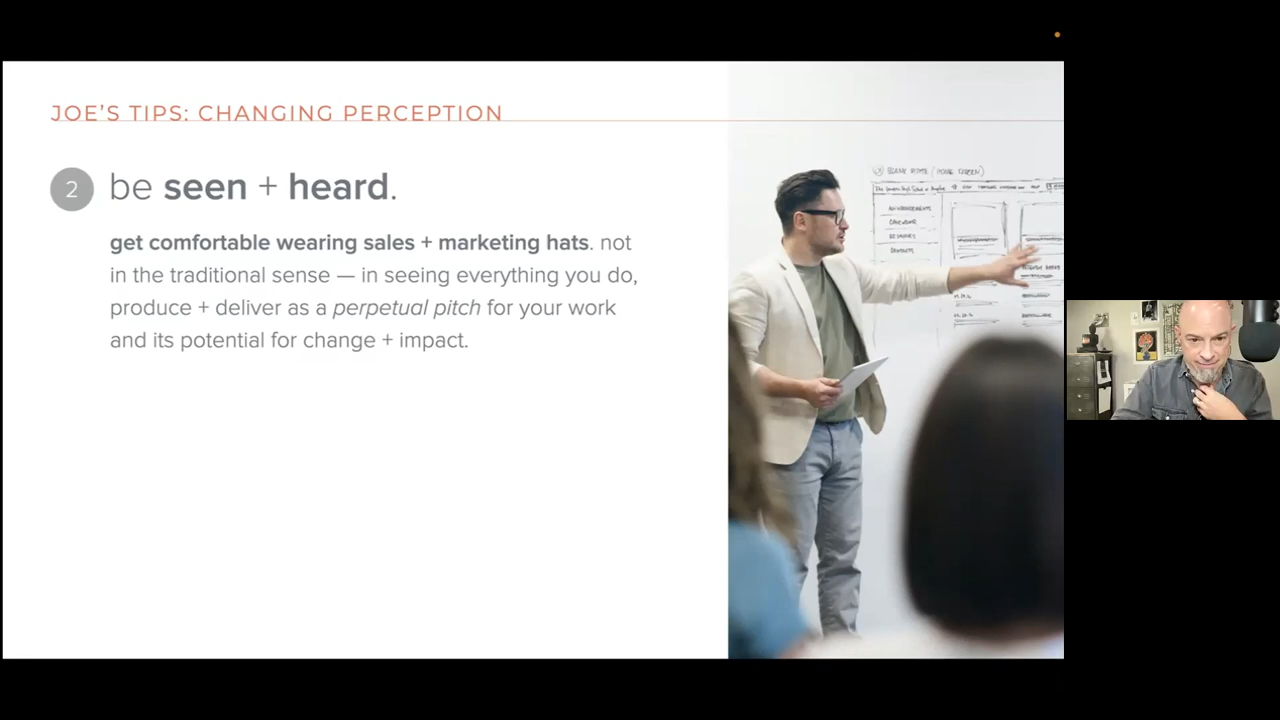 JOE'S TIPS: CHANGING PERCEPTION
2
be seen + heard.
get comfortable wearing sales + marketing hats. not
in the traditional sense — in seeing everything you do,
produce + deliver as a perpetual pitch for your work
and its potential for change + impact.
ANNOUNCEMENTS
CALENDAR